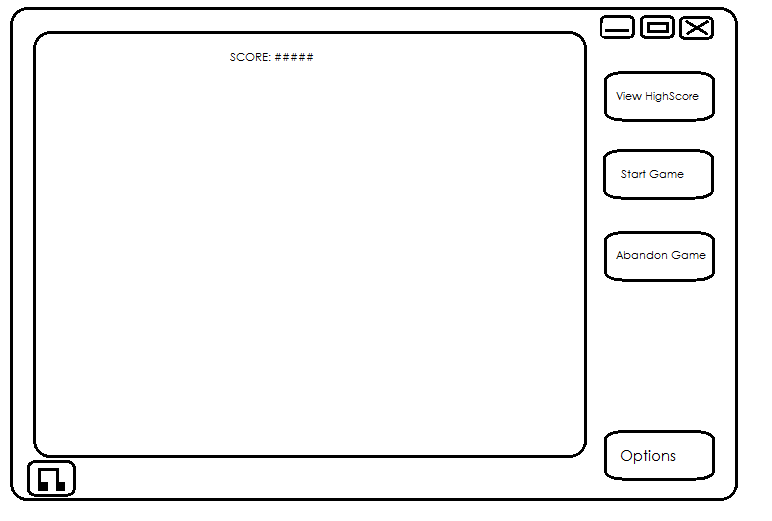 SCORE: #####
View HighScore
Start Game
Abandon Game
Options